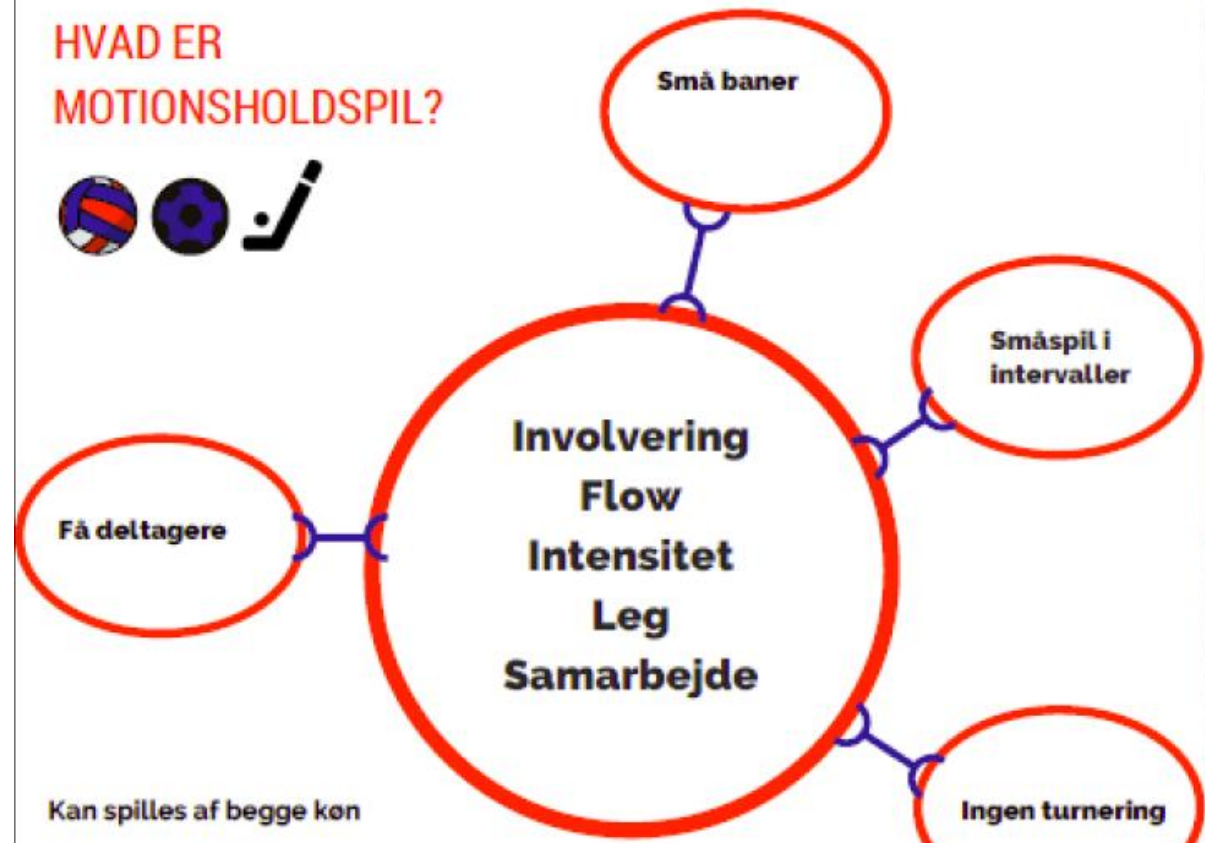 HVAD ER
MOTIONSHOLDSPIL?
Små baner
Småspil i
intervaller
Involvering
Flow
Intensitet
Leg
Samarbejde
Få deltagere
Ingen turnering
Kan spilles af begge køn